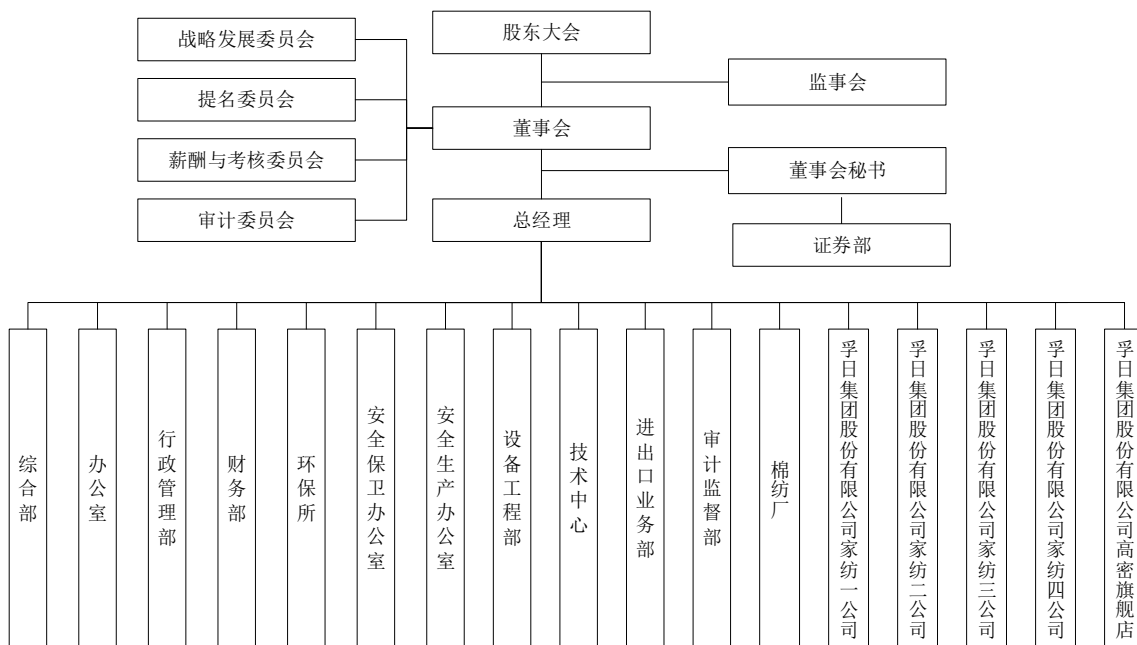 股东大会
战略发展委员会
监事会
提名委员会
董事会
薪酬与考核委员会
董事会秘书
审计委员会
总经理
证券部
综合部
办公室
行政管理部
财务部
环保所
安全保卫办公室
安全生产办公室
设备工程部
技术中心
进出口业务部
审计监督部
棉纺厂
孚日集团股份有限公司家纺一公司
孚日集团股份有限公司家纺二公司
孚日集团股份有限公司家纺三公司
孚日集团股份有限公司家纺四公司
孚日集团股份有限公司高密旗舰店